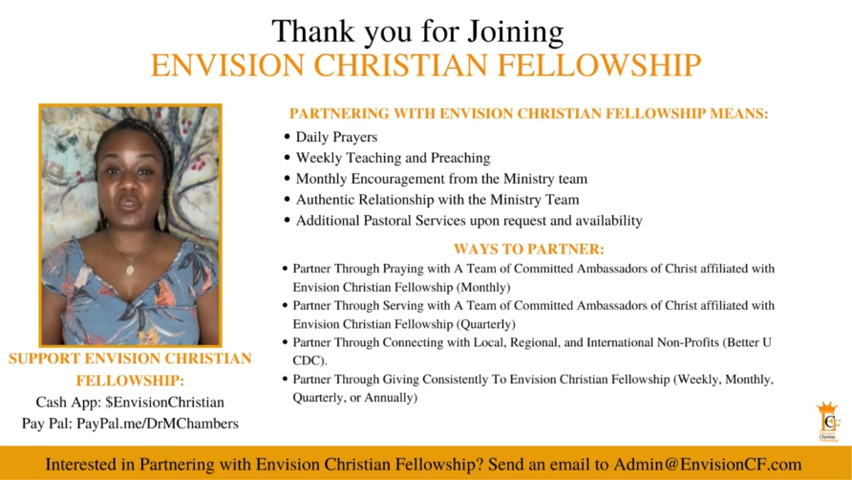 Thank you for Joining
ENVISION CHRISTIAN FELLOWSHIP
PARTNERING WITH ENVISION CHRISTIAN FELLOWSHIP MEANS:
• Daily Prayers
• Weekly Teaching and Preaching
• Monthly Encouragement from the Ministry team
• Authentic Relationship with the Ministry Team
• Additional Pastoral Services upon request and availability
WAYS TO PARTNER:
• Partner Through Praying with A Team of Committed Ambassadors of Christ affiliated with
Envision Christian Fellowship (Monthly)
• Partner Through Serving with A Team of Committed Ambassadors of Christ affiliated with
Envision Christian Fellowship (Quarterly)
• Partner Through Connecting with Local, Regional, and International Non-Profits (Better U
CDC).
• Partner Through Giving Consistently To Envision Christian Fellowship (Weekly, Monthly,
Quarterly, or Annually)
SUPPORT ENVISION CHRISTIAN
FELLOWSHIP:
Cash App: $EnvisionChristian
Pay Pal: PayPal.me/DrMChambers
Interested in Partnering with Envision Christian Fellowship? Send an email to Admin@EnvisionCF.com